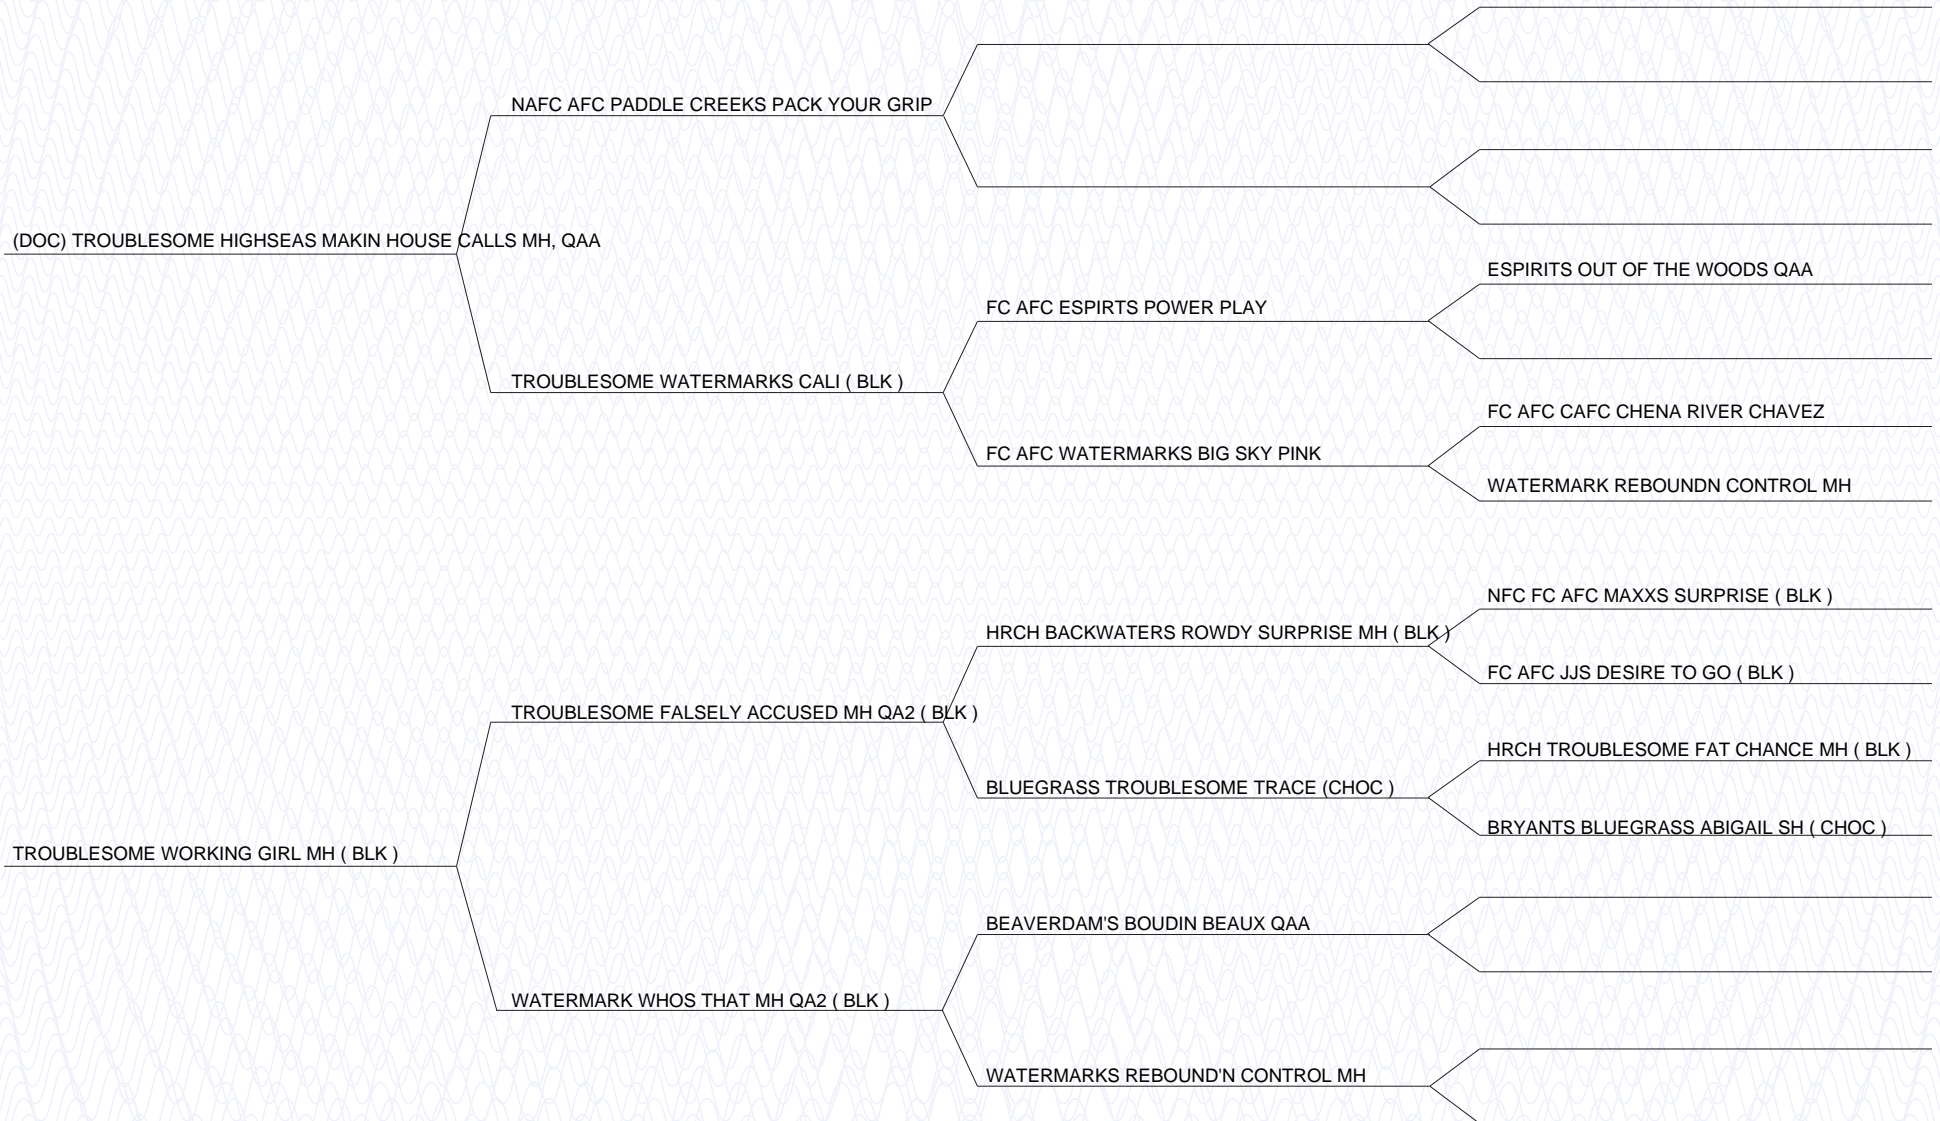 NAFC AFC PADDLE CREEKS PACK YOUR GRIP
(DOC) TROUBLESOME HIGHSEAS MAKIN HOUSE CALLS MH, QAA
ESPIRITS OUT OF THE WOODS QAA
FC AFC ESPIRTS POWER PLAY
TROUBLESOME WATERMARKS CALI ( BLK )
FC AFC CAFC CHENA RIVER CHAVEZ
FC AFC WATERMARKS BIG SKY PINK
WATERMARK REBOUNDN CONTROL MH
NFC FC AFC MAXXS SURPRISE ( BLK )
HRCH BACKWATERS ROWDY SURPRISE MH ( BLK )
FC AFC JJS DESIRE TO GO ( BLK )
TROUBLESOME FALSELY ACCUSED MH QA2 ( BLK )
HRCH TROUBLESOME FAT CHANCE MH ( BLK )
BLUEGRASS TROUBLESOME TRACE (CHOC )
BRYANTS BLUEGRASS ABIGAIL SH ( CHOC )
TROUBLESOME WORKING GIRL MH ( BLK )
BEAVERDAM'S BOUDIN BEAUX QAA
WATERMARK WHOS THAT MH QA2 ( BLK )
WATERMARKS REBOUND'N CONTROL MH